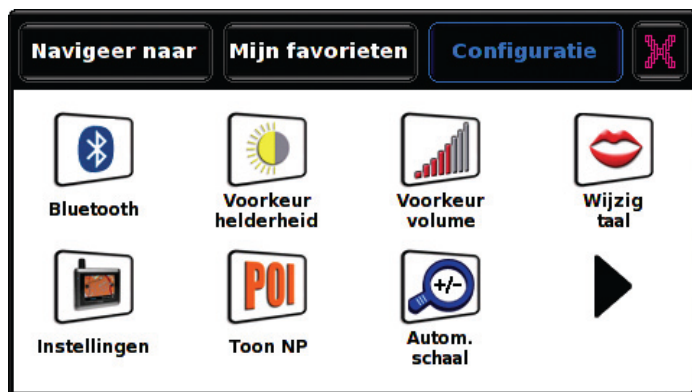 Navigeer naar
Mijn favorieten
Configuratie
Bluetooth
Voorkeur
helderheid
Voorkeur
volume
Wijzig
taal
POI
+/-
Instellingen
Toon NP
Autom.
schaal